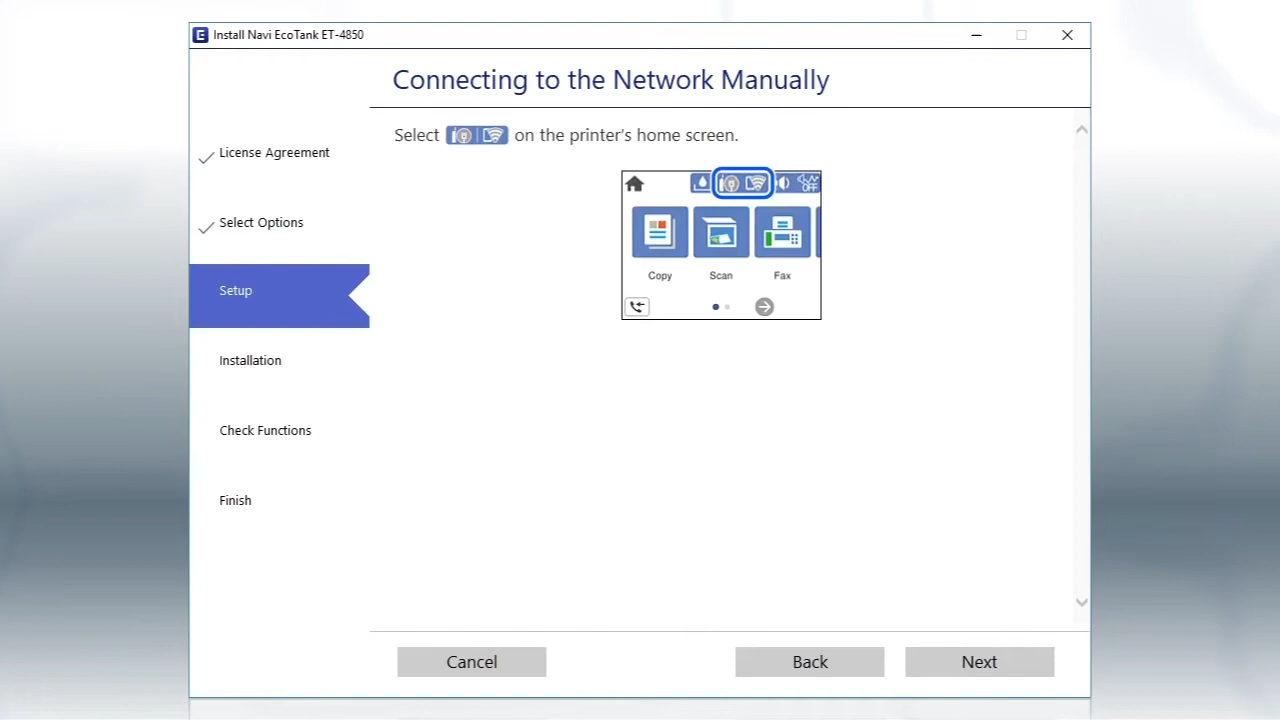 Install Navi EcoTank ET-4850
Connecting to the Network Manually
License Agreement
Select Options
Setup
Installation
Check Functions
Finish
Select on the printer's home screen.
OFF
Copy Scan Fax
Cancel Back Next